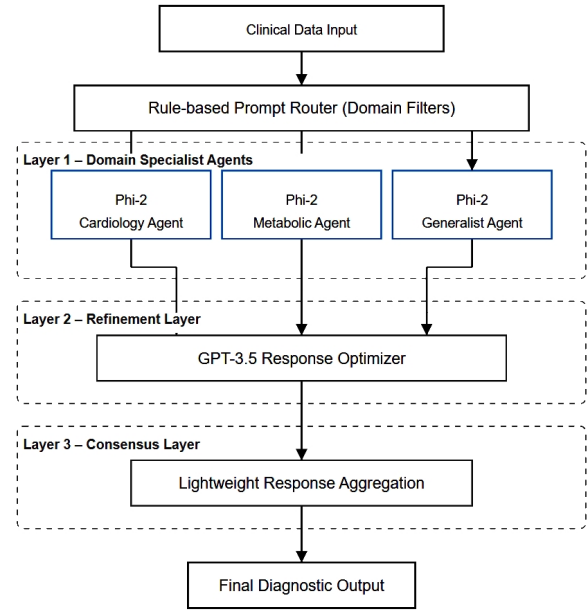 Clinical Data Input
Rule-based Prompt Router (Domain Filters)
Layer 1 – Domain Specialist Agents
Phi-2
Cardiology Agent
Phi-2
Metabolic Agent
Phi-2
Generalist Agent
Layer 2 – Refinement Layer
GPT-3.5 Response Optimizer
Layer 3 – Consensus Layer
Lightweight Response Aggregation
Final Diagnostic Output